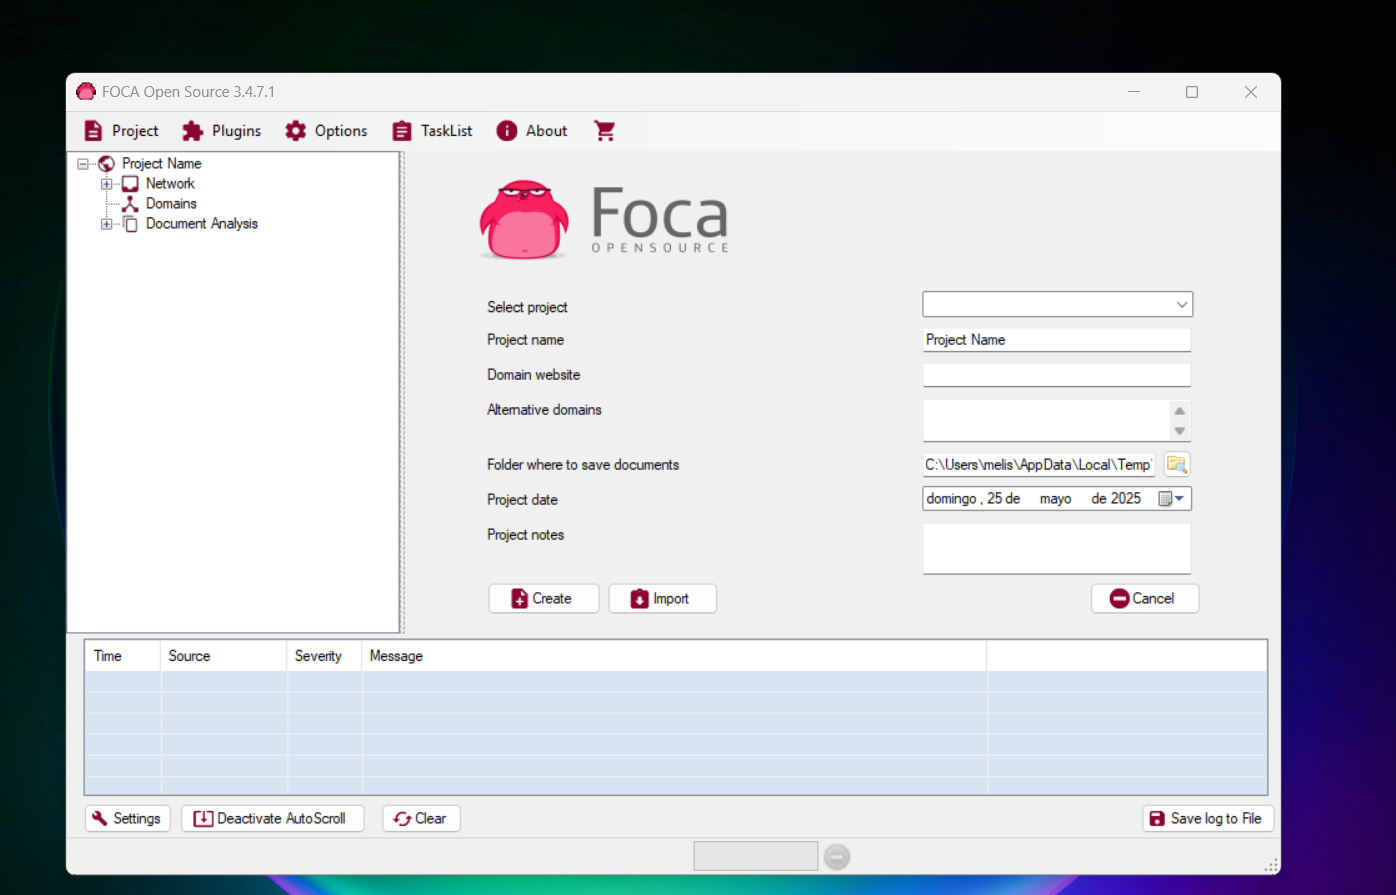 FOCA Open Source 3.4.7.1
Project Plugins Options TaskList About
Project Name
Network
Domains
Document Analysis
Foca
OPENSOURCE
Select project
Project name Project Name
Domain website
Alternative domains
Folder where to save documents C:\Users\melis\AppData\Local\Temp\
Project date domingo , 25 de mayo de 2025
Project notes
Create Import Cancel
Time Source Severity Message
Settings Deactivate AutoScroll Clear Save log to File